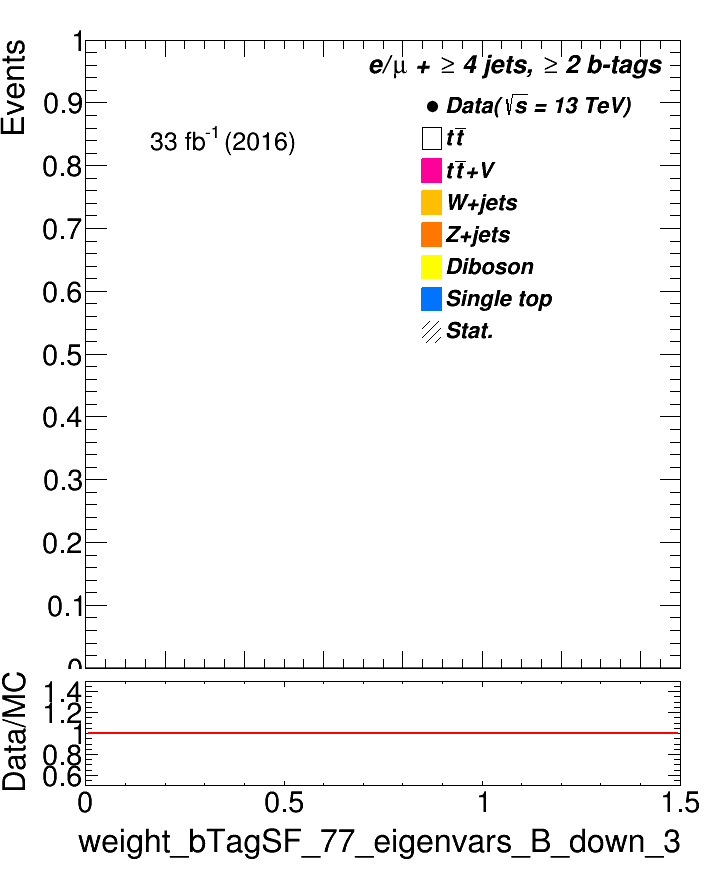 Events
1
0.9
0.8
0.7
0.6
0.5
0.4
0.3
0.2
0.1
0
e/μ + ≥ 4 jets, ≥ 2 b-tags
33 fb⁻¹ (2016)
Data(√s = 13 TeV)
tt̅
tt̅+V
W+jets
Z+jets
Diboson
Single top
Stat.
Data/MC
1.4
1.2
1
0.8
0.6
0 0.5 1 1.5
weight_bTagSF_77_eigenvars_B_down_3